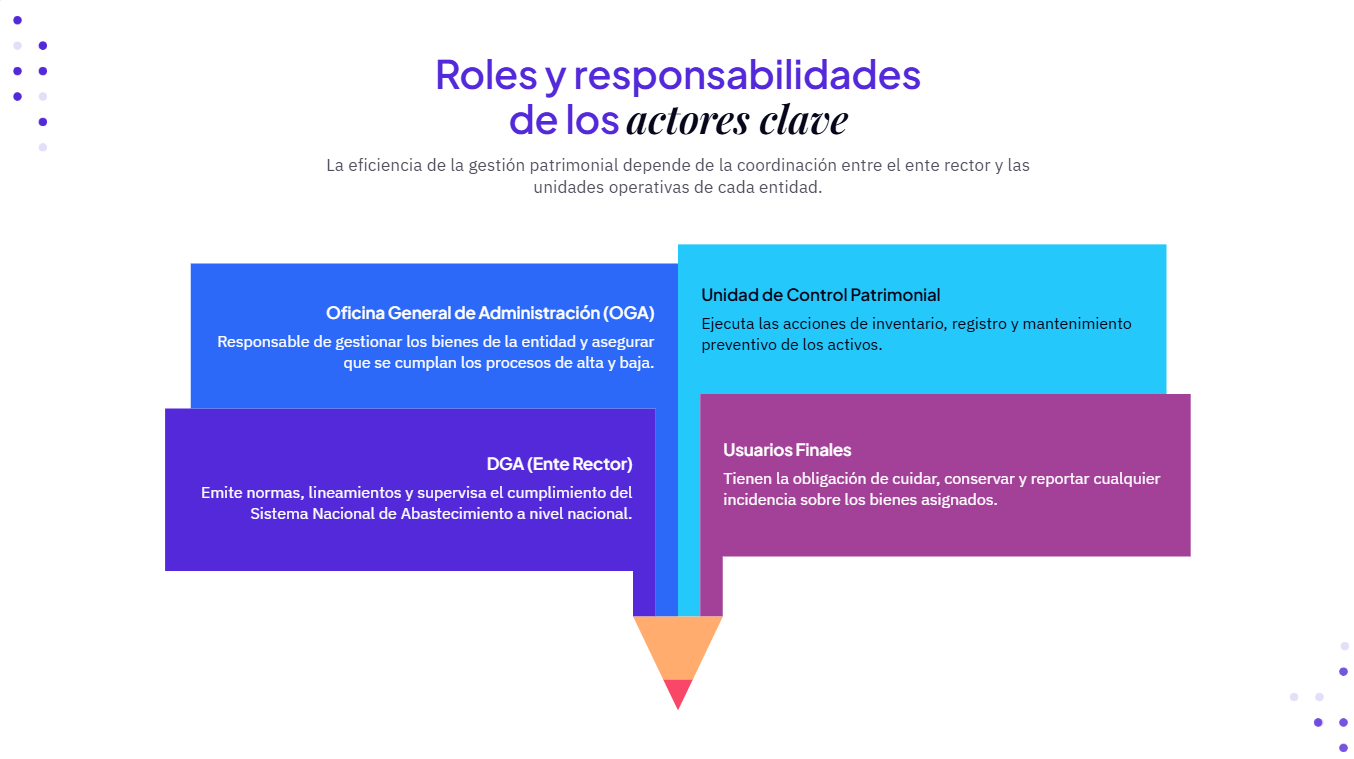 Roles y responsabilidades
de los actores clave
La eficiencia de la gestión patrimonial depende de la coordinación entre el ente rector y las
unidades operativas de cada entidad.
Oficina General de Administración (OGA)
Responsable de gestionar los bienes de la entidad y asegurar
que se cumplan los procesos de alta y baja.
Unidad de Control Patrimonial
Ejecuta las acciones de inventario, registro y mantenimiento
preventivo de los activos.
DGA (Ente Rector)
Emite normas, lineamientos y supervisa el cumplimiento del
Sistema Nacional de Abastecimiento a nivel nacional.
Usuarios Finales
Tienen la obligación de cuidar, conservar y reportar cualquier
incidencia sobre los bienes asignados.